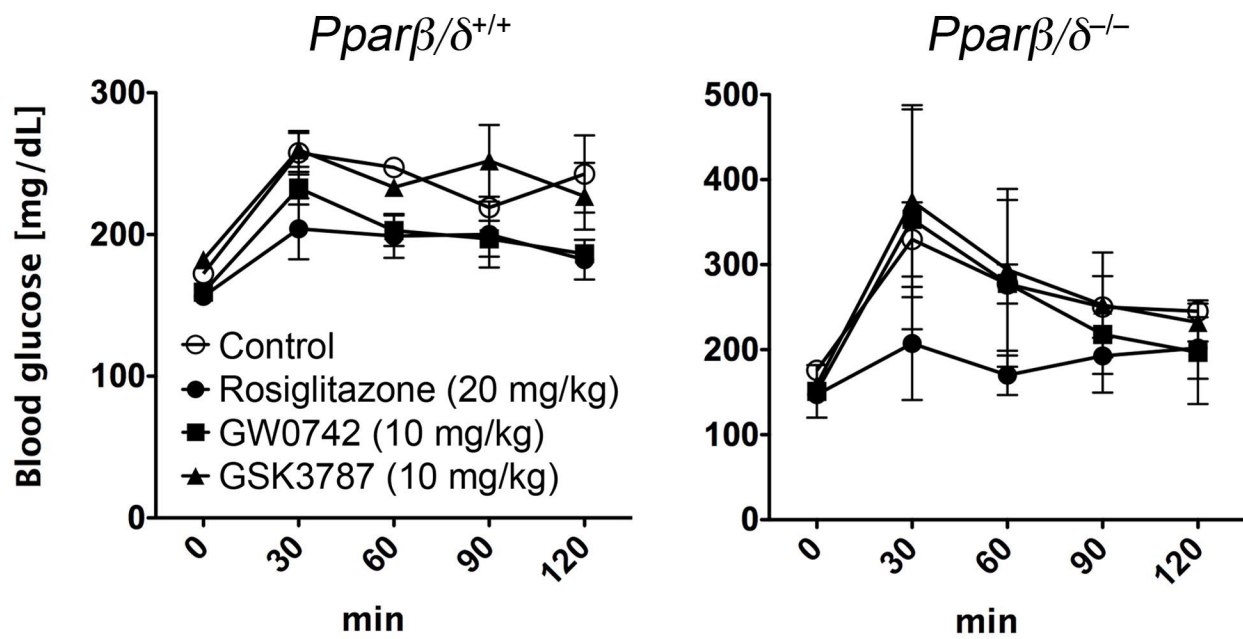 Pparβ/δ+/+
Pparβ/δ–/–
Blood glucose [mg/dL]
300
200
100
0
Control
Rosiglitazone (20 mg/kg)
GW0742 (10 mg/kg)
GSK3787 (10 mg/kg)
0
30
60
90
120
min
500
400
300
200
100
0
0
30
60
90
120
min